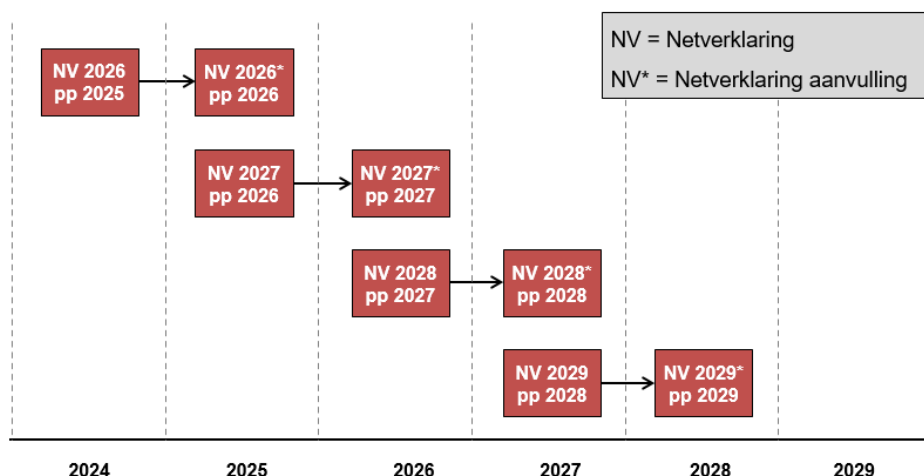 NV = Netverklaring
NV* = Netverklaring aanvulling
NV 2026
pp 2025
NV 2026*
pp 2026
NV 2027
pp 2026
NV 2027*
pp 2027
NV 2028
pp 2027
NV 2028*
pp 2028
NV 2029
pp 2028
NV 2029*
pp 2029
2024 2025 2026 2027 2028 2029